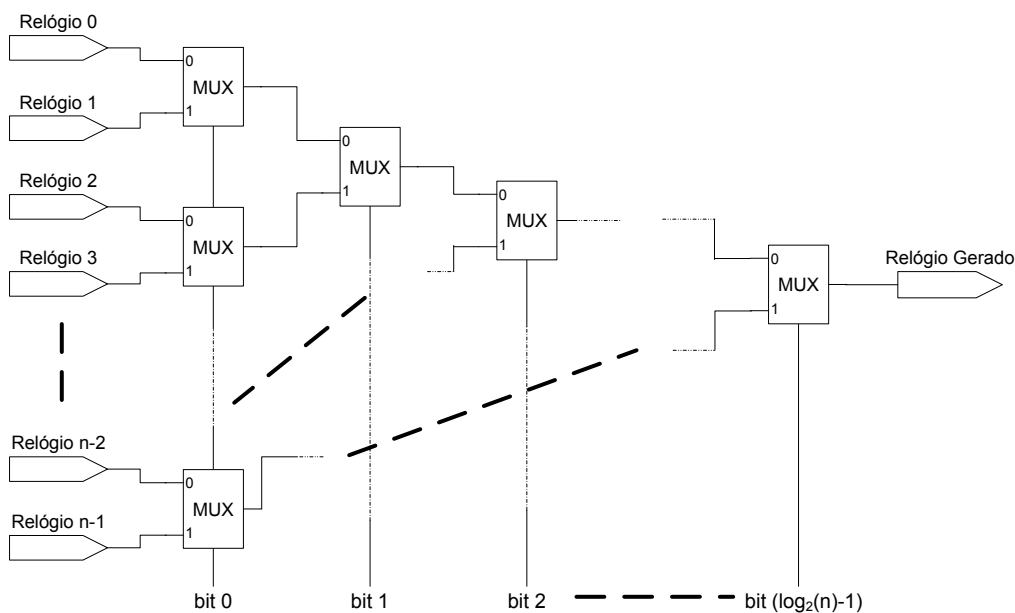 Relógio 0
0
MUX
1
Relógio 1
0
MUX
1
Relógio 2
0
MUX
1
Relógio 3
0
MUX
1
0
MUX
1
Relógio Gerado
Relógio n-2
0
MUX
1
Relógio n-1
bit 0
bit 1
bit 2
bit (log₂(n)-1)